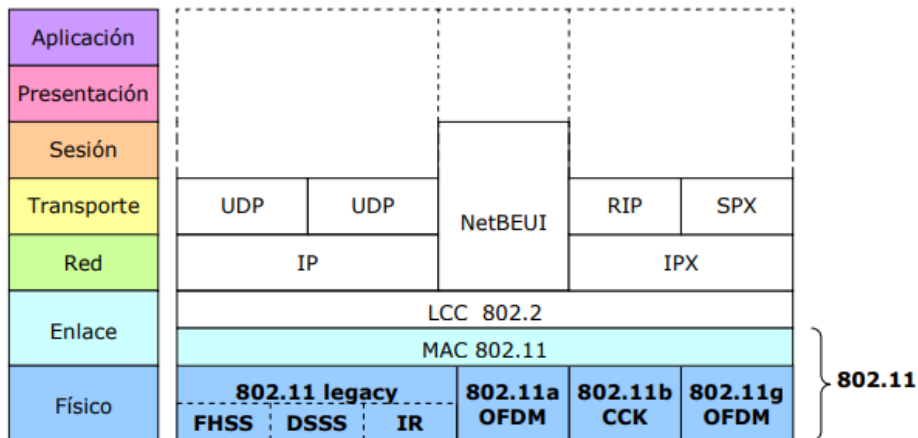 Aplicación
Presentación
Sesión
Transporte
UDP
UDP
NetBEUI
RIP
SPX
Red
IP
IPX
Enlace
LCC 802.2
MAC 802.11
802.11
Físico
802.11 legacy
FHSS
DSSS
IR
802.11a
OFDM
802.11b
CCK
802.11g
OFDM